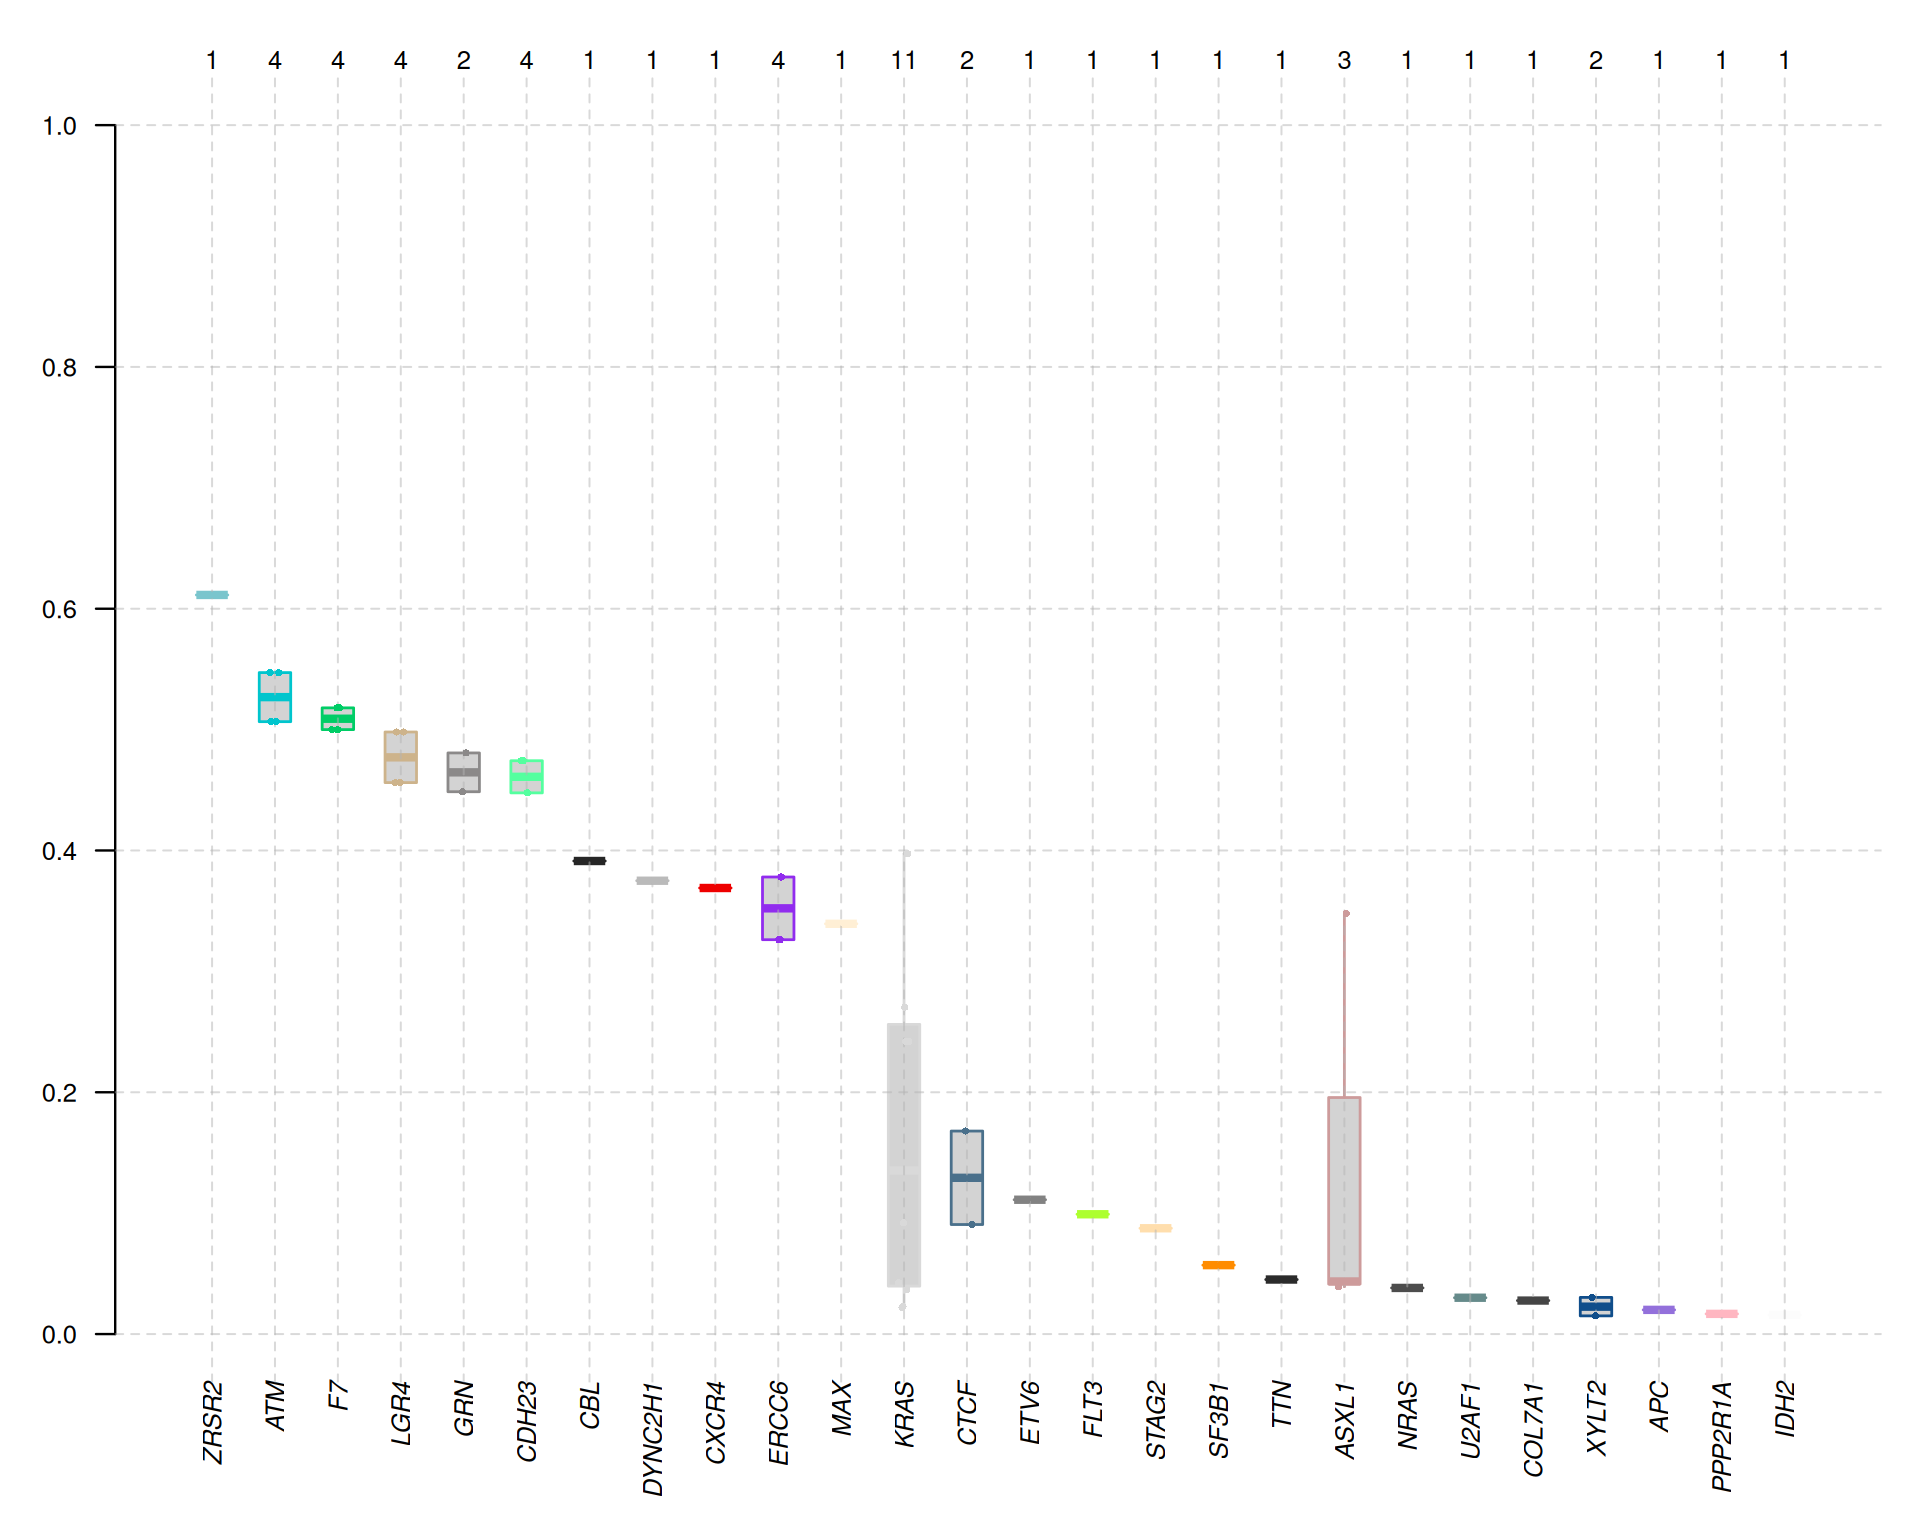 1 4 4 4 2 4 1 1 1 4 1 11 2 1 1 1 1 1 3 1 1 1 2 1 1 1
1.0
0.8
0.6
0.4
0.2
0.0
ZRSR2
ATM
F7
LGR4
GRN
CDH23
CBL
DYNC2H1
CXCR4
ERCC6
MAX
KRAS
CTCF
ETV6
FLT3
STAG2
SF3B1
TTN
ASXL1
NRAS
U2AF1
COL7A1
XYLT2
APC
PPP2R1A
IDH2